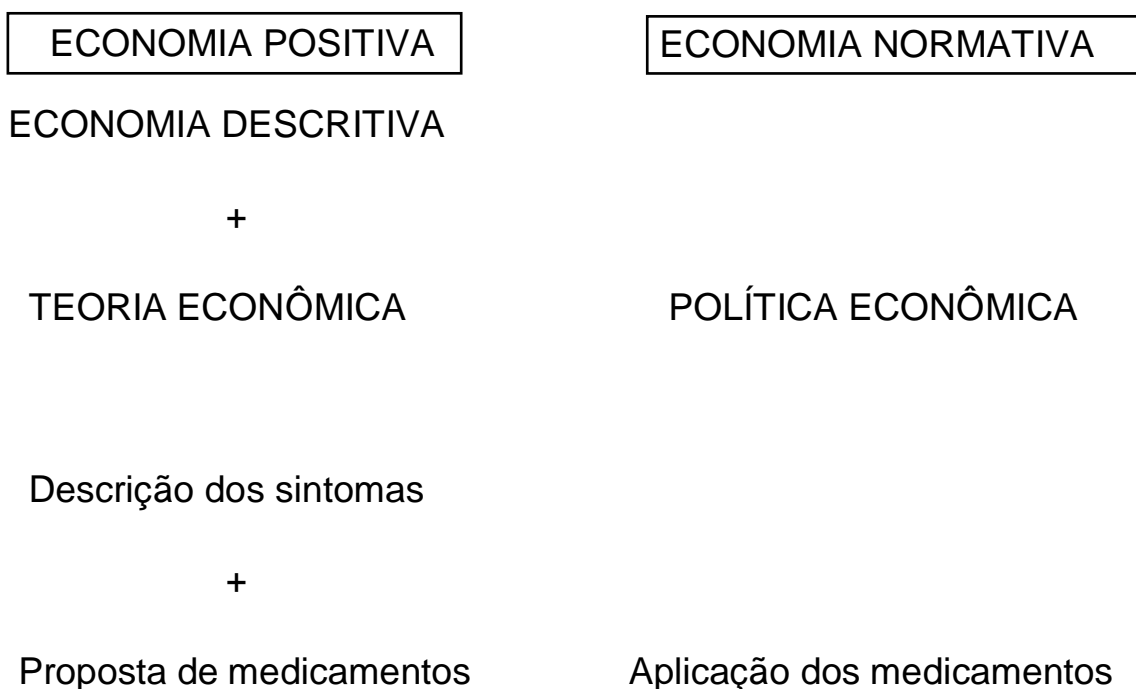 ECONOMIA POSITIVA ECONOMIA NORMATIVA
ECONOMIA DESCRITIVA
+
TEORIA ECONÔMICA POLÍTICA ECONÔMICA
Descrição dos sintomas
+
Proposta de medicamentos Aplicação dos medicamentos